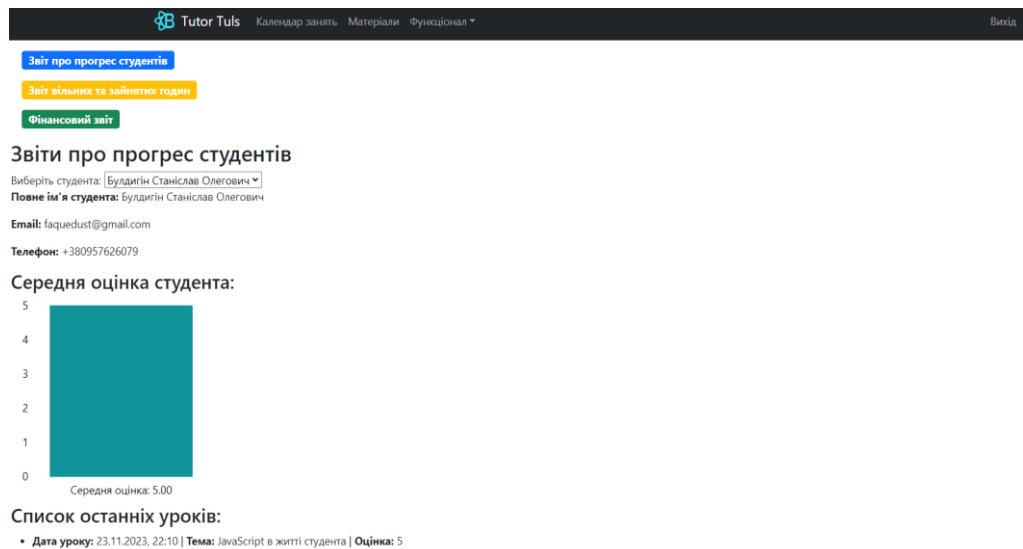 Tutor Tuls Календар занять Матеріали Функціонал Вихід
Звіт про прогрес студентів
Звіт вільних та зайнятих годин
Фінансовий звіт
Звіти про прогрес студентів
Виберіть студента: Булдигін Станіслав Олегович
Повне ім'я студента: Булдигін Станіслав Олегович
Email: faquedust@gmail.com
Телефон: +380957626079
Середня оцінка студента:
5
4
3
2
1
0
Середня оцінка: 5.00
Список останніх уроків:
• Дата уроку: 23.11.2023, 22:10 | Тема: JavaScript в житті студента | Оцінка: 5